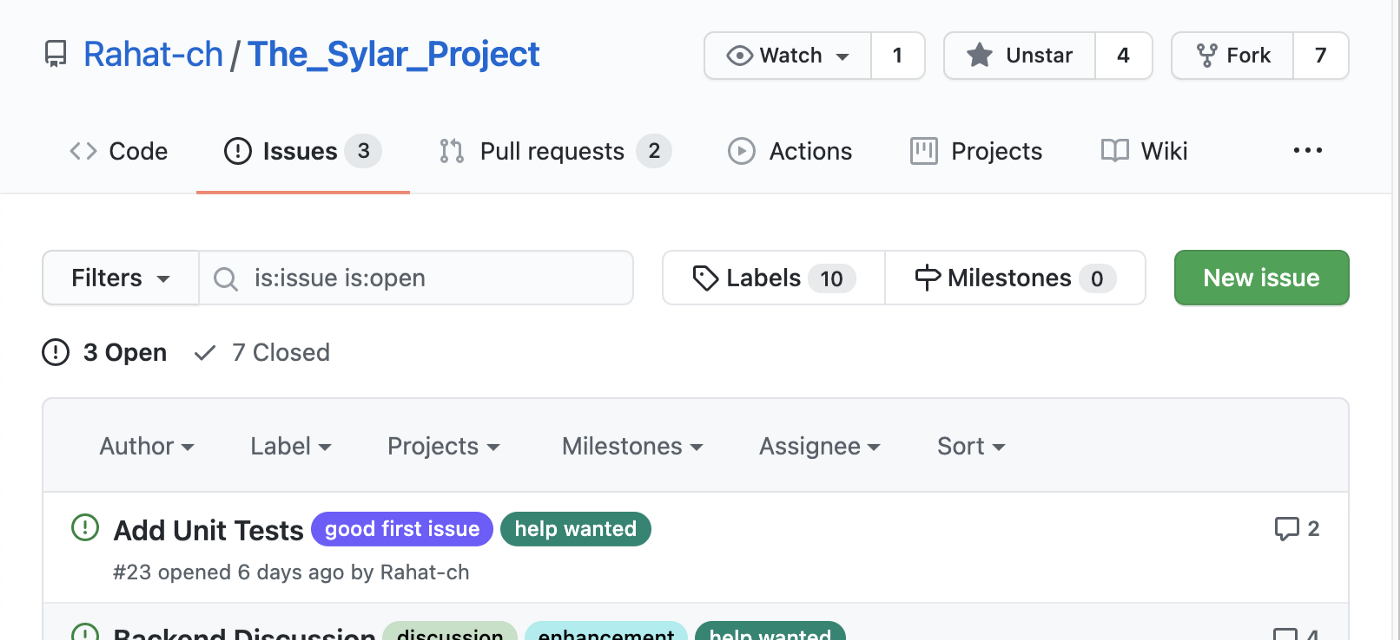 Rahat-ch / The_Sylar_Project Watch 1 Unstar 4 Fork 7
Code Issues 3 Pull requests 2 Actions Projects Wiki ...
Filters is:issue is:open Labels 10 Milestones 0 New issue
3 Open 7 Closed
Author Label Projects Milestones Assignee Sort
Add Unit Tests good first issue help wanted 2
#23 opened 6 days ago by Rahat-ch
Backend Discussion discussion enhancement help wanted 4